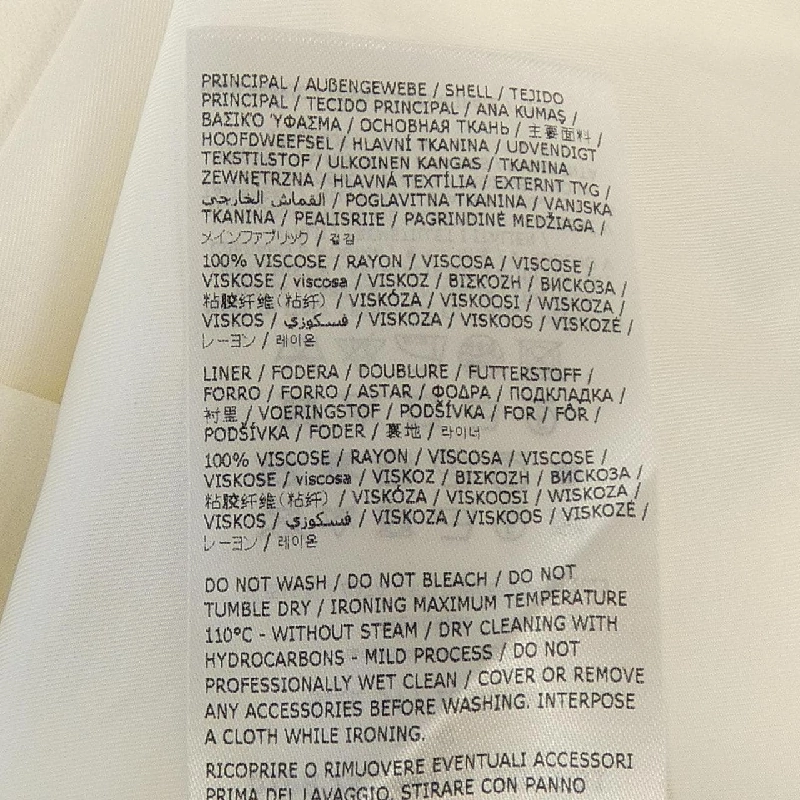 PRINCIPAL / AUßENGEWEBE / SHELL / TEJIDO
PRINCIPAL / TECIDO PRINCIPAL / ANA KUMAŞ /
ΒΑΣΙΚΌ ΎΦΑΣΜΑ / ОСНОВНАЯ ТКАНЬ / 主要面料 /
HOOFDWEEFSEL / HLAVNÍ TKANINA / UDVENDIGT
TEKSTILSTOF / ULKOINEN KANGAS / TKANINA
ZEWNĘTRZNA / HLAVNÁ TEXTÍLIA / EXTERNT TYG /
القماش الخارجي / POGLAVITNA TKANINA / VANJSKA
TKANINA / PEALISRIIE / PAGRINDINĖ MEDŽIAGA /
メインファブリック / 겉감
100% VISCOSE / RAYON / VISCOSA / VISCOSE /
VISKOSE / viscosa / VISKOZ / ΒΙΣΚΟΖΗ / ВИСКОЗА /
粘胶纤维(粘纤) / VISKÓZA / VISKOOSI / WISKOZA /
VISKOS / فسكوزي / VISKOZA / VISKOOS / VISKOZĖ /
レーヨン / 레이온
LINER / FODERA / DOUBLURE / FUTTERSTOFF /
FORRO / FORRO / ASTAR / ΦΟΔΡΑ / ПОДКЛАДКА /
衬里 / VOERINGSTOF / PODŠÍVKA / FOR / FÔR /
PODŠÍVKA / FODER / 裏地 / 라이너
100% VISCOSE / RAYON / VISCOSA / VISCOSE /
VISKOSE / viscosa / VISKOZ / ΒΙΣΚΟΖΗ / ВИСКОЗА /
粘胶纤维(粘纤) / VISKÓZA / VISKOOSI / WISKOZA /
VISKOS / فسكوزي / VISKOZA / VISKOOS / VISKOZĖ /
レーヨン / 레이온
DO NOT WASH / DO NOT BLEACH / DO NOT
TUMBLE DRY / IRONING MAXIMUM TEMPERATURE
110°C - WITHOUT STEAM / DRY CLEANING WITH
HYDROCARBONS - MILD PROCESS / DO NOT
PROFESSIONALLY WET CLEAN / COVER OR REMOVE
ANY ACCESSORIES BEFORE WASHING. INTERPOSE
A CLOTH WHILE IRONING.
RICOPRIRE O RIMUOVERE EVENTUALI ACCESSORI
PRIMA DEL LAVAGGIO. STIRARE CON PANNO